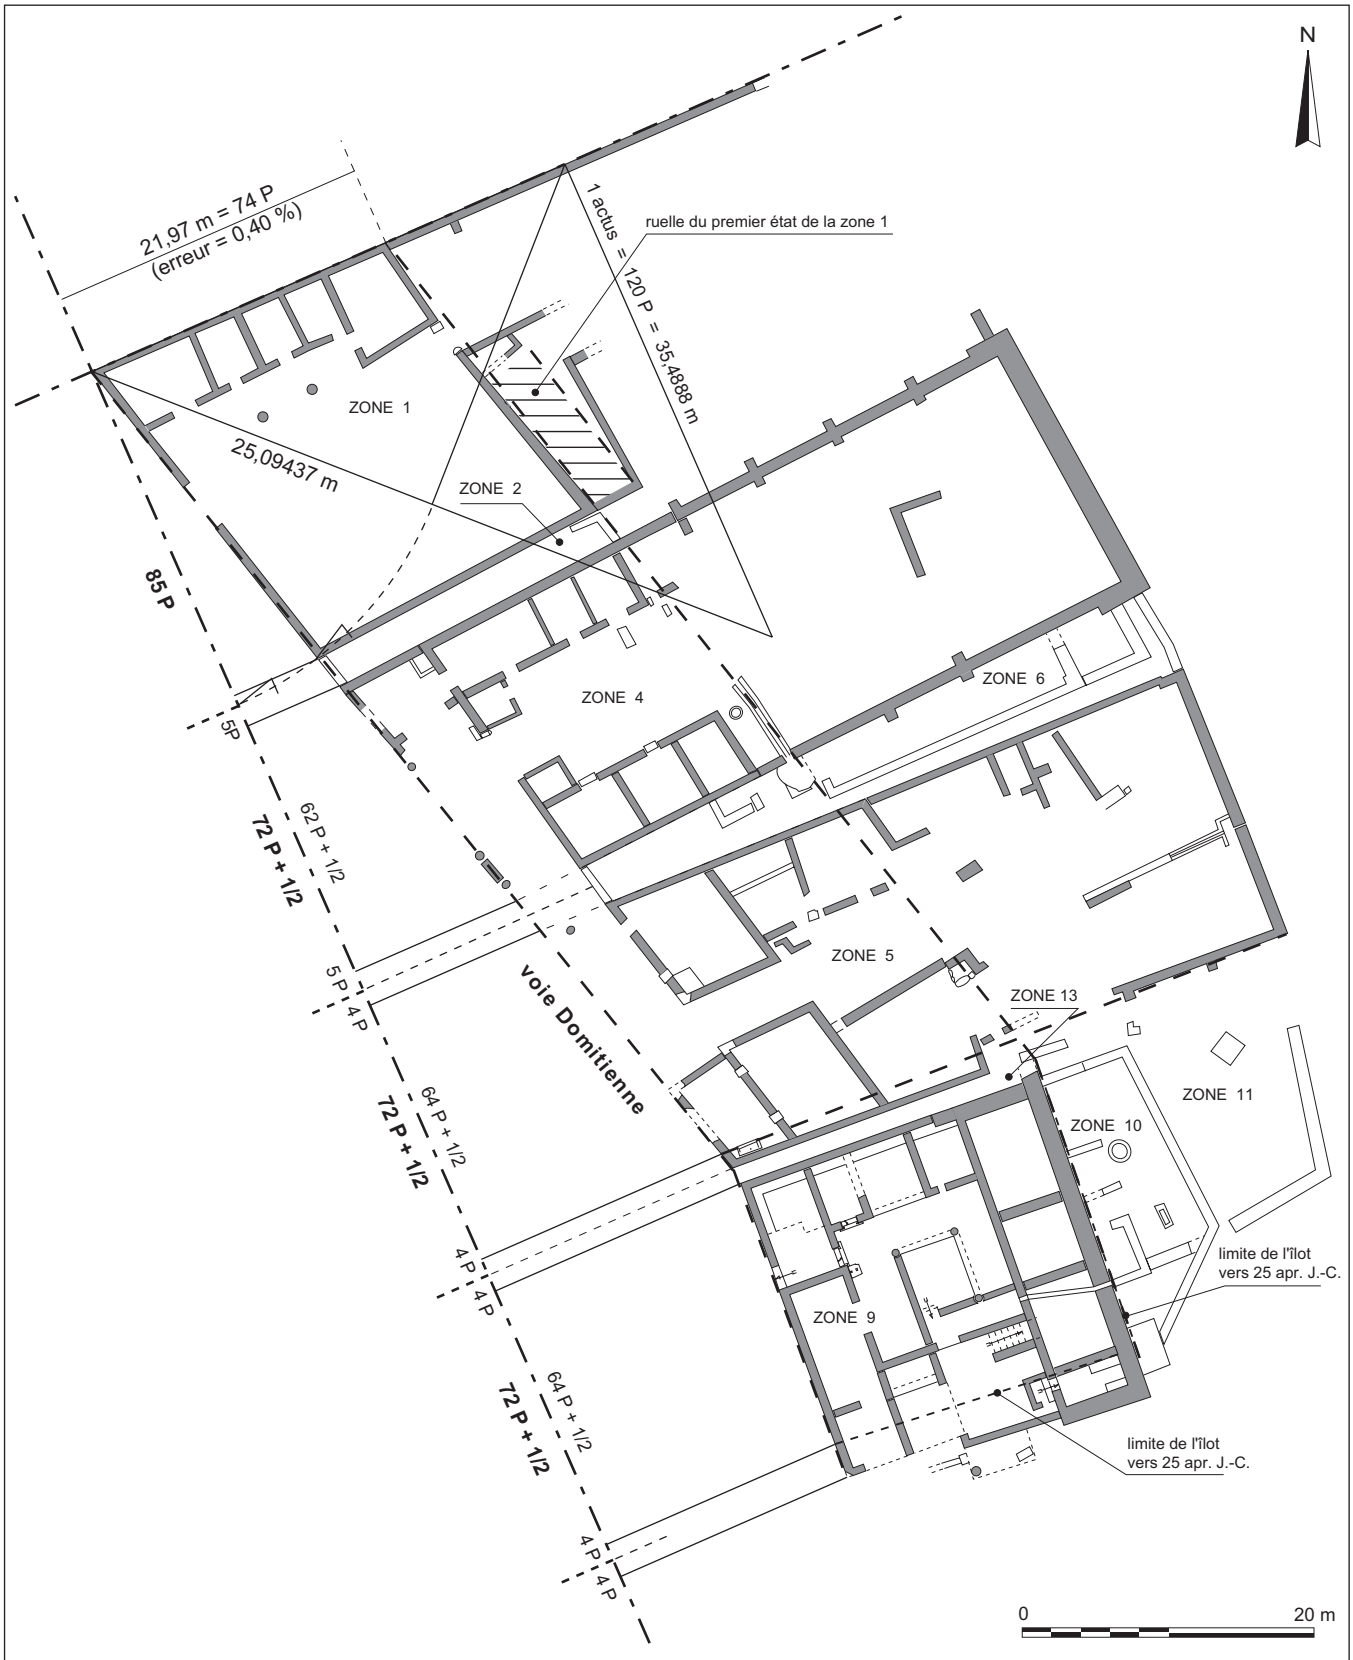 N
21,97 m = 74 P
(erreur = 0,40 %)
1 actus = 120 P = 35,4888 m
ruelle du premier état de la zone 1
ZONE 1
25,09437 m
ZONE 2
85 P
5P
ZONE 4
ZONE 6
62 P + 1/2
72 P + 1/2
5 P
4 P
voie Domitienne
ZONE 5
ZONE 13
ZONE 11
ZONE 10
64 P + 1/2
72 P + 1/2
4 P
4 P
limite de l'îlot
vers 25 apr. J.-C.
ZONE 9
64 P + 1/2
72 P + 1/2
limite de l'îlot
vers 25 apr. J.-C.
4 P
4 P
0 20 m